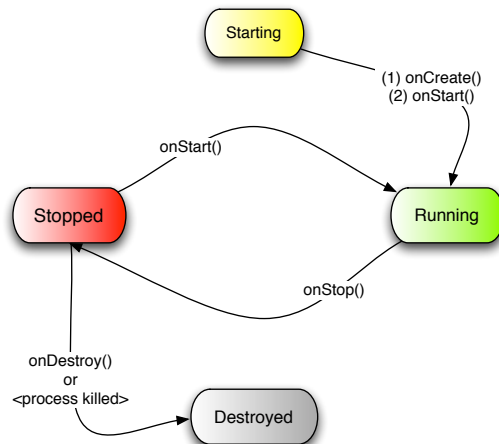 Starting
(1) onCreate()
(2) onStart()
onStart()
Stopped
Running
onStop()
onDestroy()
or
<process killed>
Destroyed